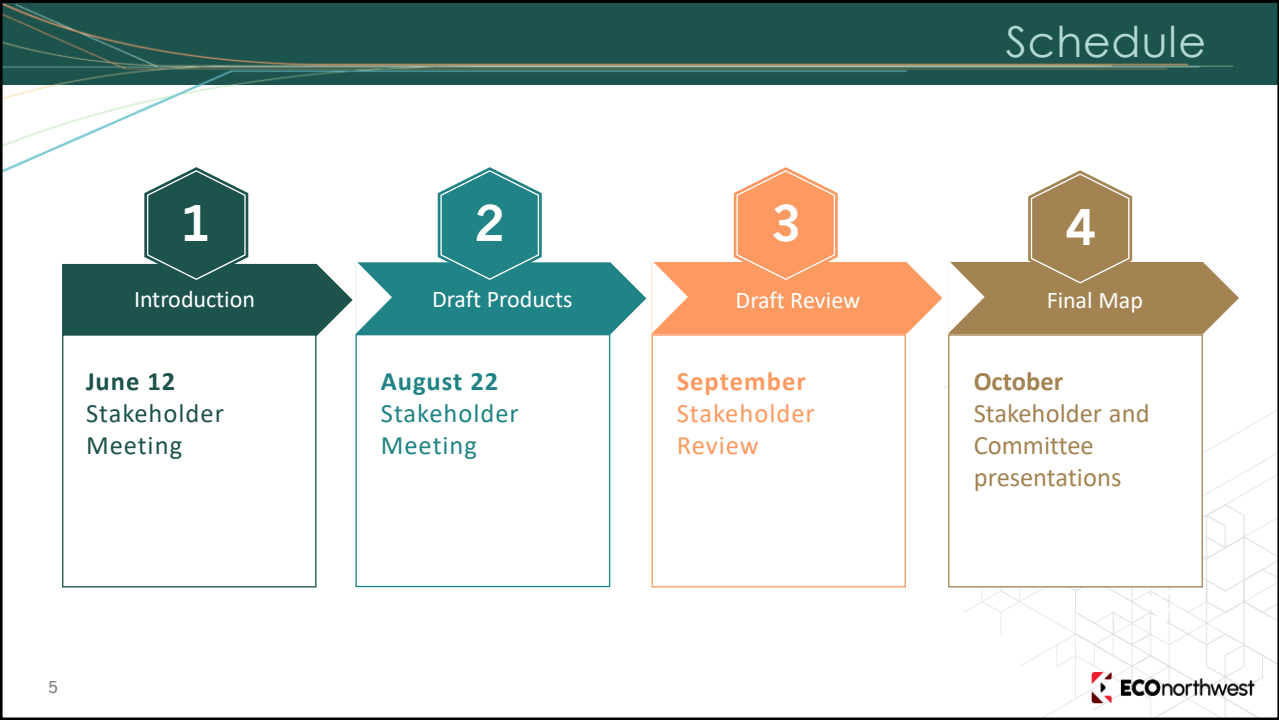 Schedule
1
Introduction
June 12
Stakeholder
Meeting
2
Draft Products
August 22
Stakeholder
Meeting
3
Draft Review
September
Stakeholder
Review
4
Final Map
October
Stakeholder and
Committee
presentations
5
ECOnorthwest